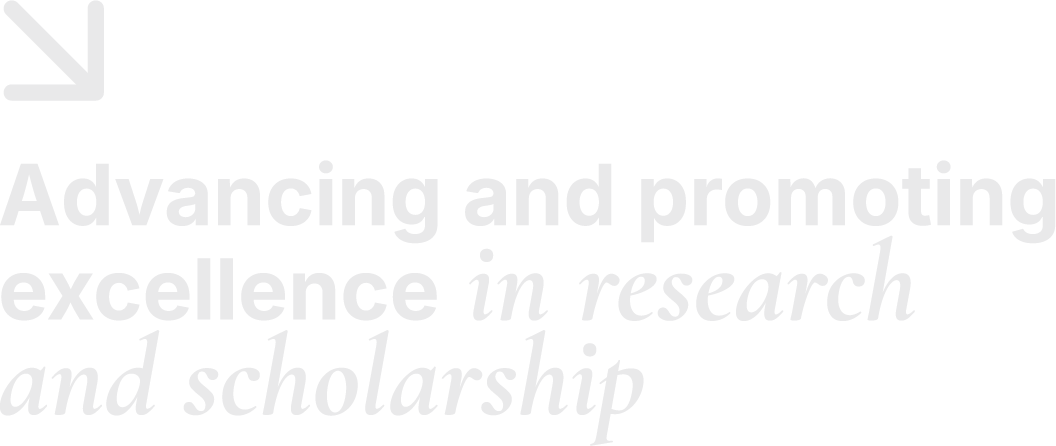 Advancing and promoting
excellence in research
and scholarship